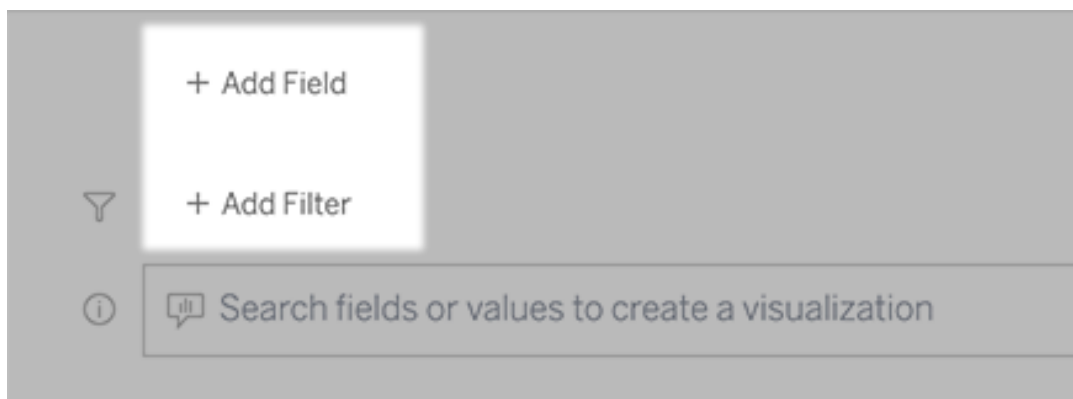 + Add Field
+ Add Filter
Search fields or values to create a visualization